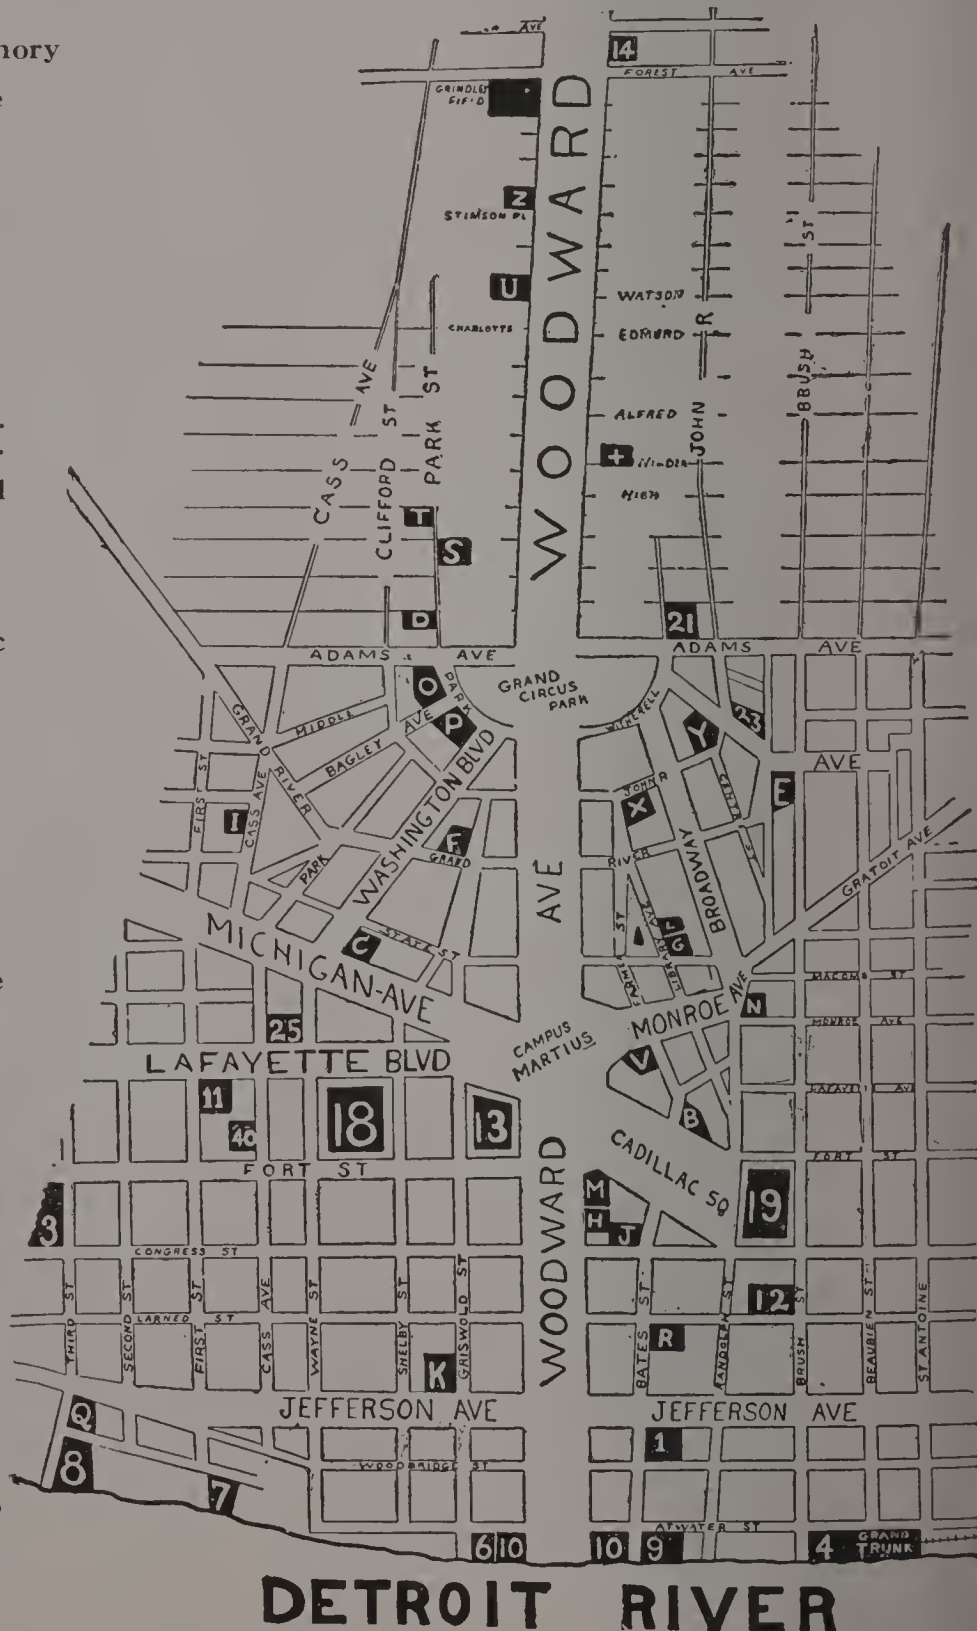 AVE
14
FOREST AVE
Z
STIMSON PL
U
WATSON
CHARLOTTE
EDMUND
WOODWARD
CASS AVE
CLIFFORD ST
PARK ST
JOHN R
BRUSH ST
ALFRED
+
HIGH
T
S
D
21
ADAMS AVE
ADAMS AVE
GRAND
CIRCUS
PARK
O
PARK
P
MIDDLE
AVE
WITHERELL
Y
23
GRAND RIVER
BAGLEY
WASHINGTON BLVD
AVE
FIRST ST
CASS AVE
I
JOHN R
X
E
F
GRAND
RIVER
PARK
BROADWAY
GRATOIT AVE
AVE
MICHIGAN-AVE
C
STATE ST
LIBRARY AVE
L
G
MACOMB ST
25
CAMPUS
MARTIUS
MONROE AVE
N
MONROE AVE
LAFAYETTE BLVD
V
11
40
18
13
B
FORT ST
CADILLAC SQ
FORT ST
3
M
H
J
19
CONGRESS ST
WOODWARD
12
LARNED ST
THIRD ST
SECOND ST
FIRST ST
CASS AVE
WAYNE ST
SHELBY ST
GRISWOLD ST
BATES ST
RANDOLPH ST
BRUSH ST
BEAUBIEN ST
ST ANTOINE
K
R
JEFFERSON AVE
JEFFERSON AVE
Q
1
8
WOODBRIDGE ST
7
ATWATER ST
6 10
10 9
4 GRAND
TRUNK
DETROIT RIVER